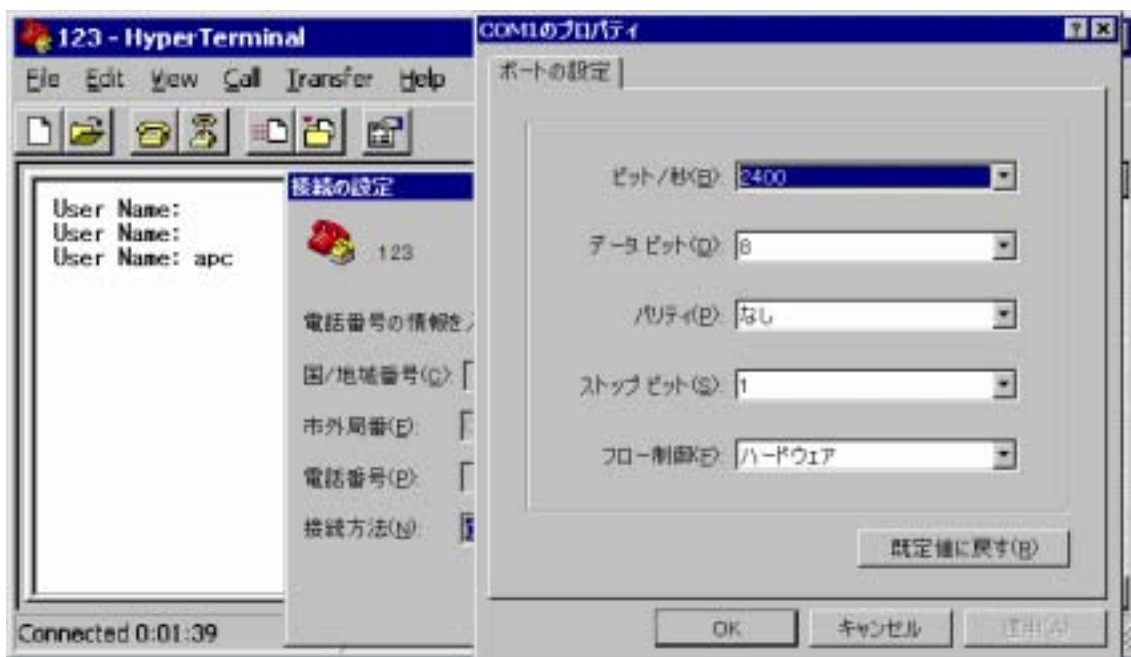 123 - HyperTerminal
File Edit View Call Transfer Help
User Name:
User Name:
User Name: apc
Connected 0:01:39
接続の設定
123
電話番号の情報を
国/地域番号(C):
市外局番(E):
電話番号(P):
接続方法(N):
COM1のプロパティ
ポートの設定
ビット/秒(B): 2400
データ ビット(D): 8
パリティ(P): なし
ストップ ビット(S): 1
フロー制御(F): ハードウェア
既定値に戻す(R)
OK キャンセル 適用(A)